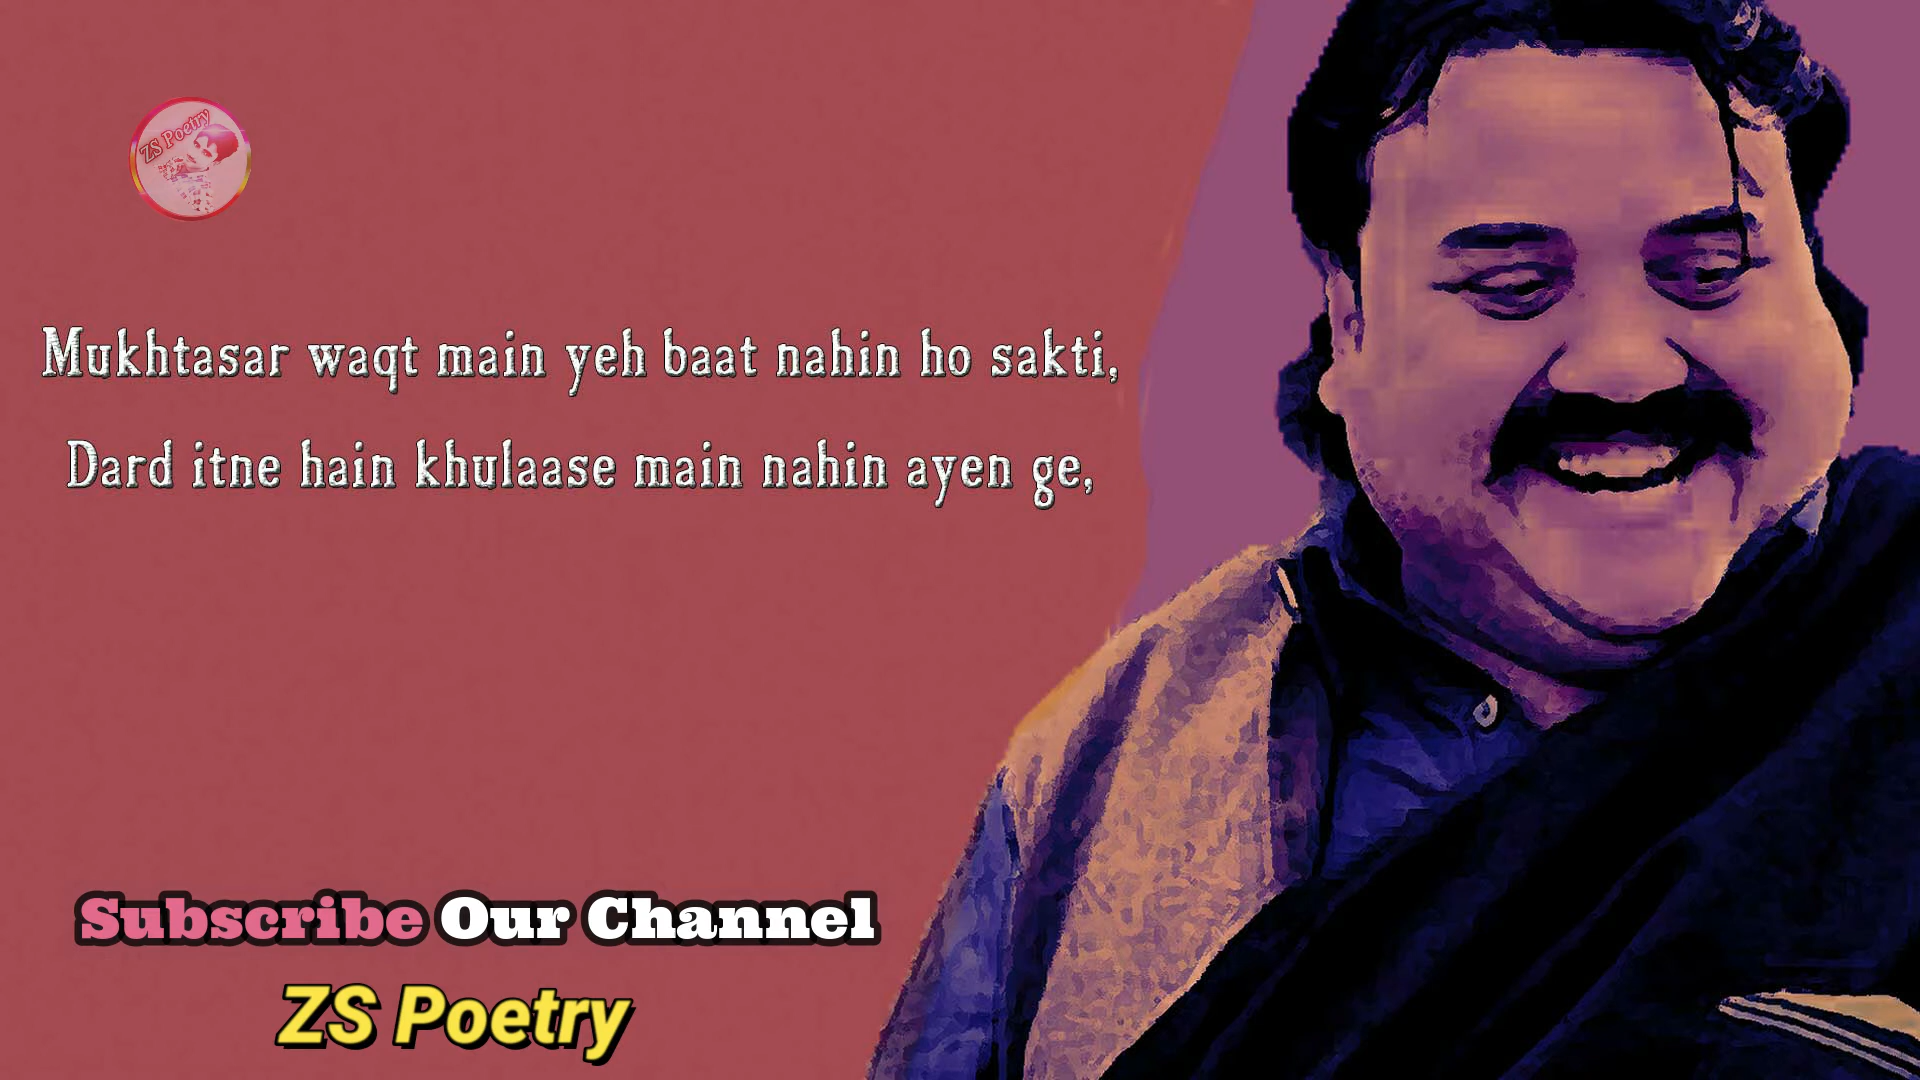 ZS Poetry
Mukhtasar waqt main yeh baat nahin ho sakti,
Dard itne hain khulaase main nahin ayen ge,
Subscribe Our Channel
ZS Poetry